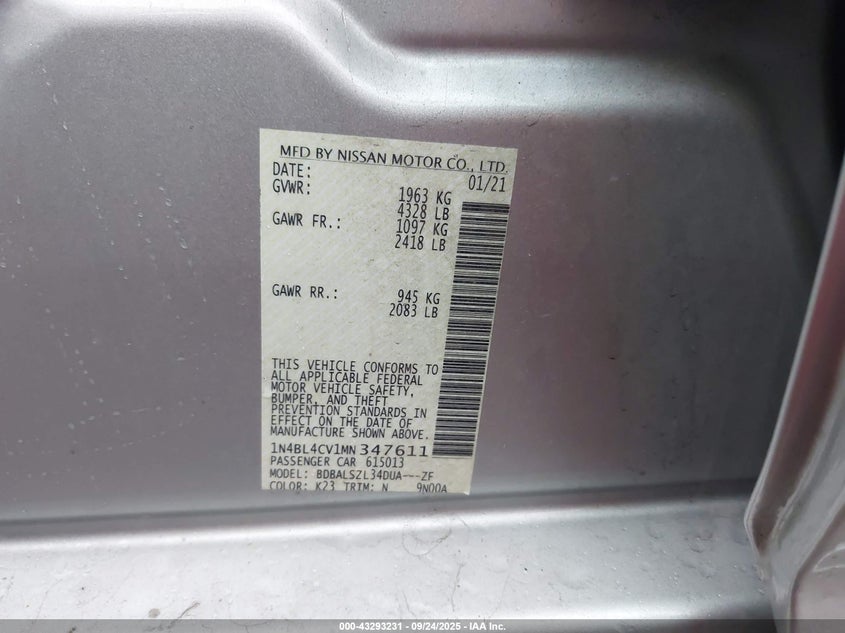 MFD BY NISSAN MOTOR CO., LTD.
DATE: 01/21
GVWR: 1963 KG
4328 LB
GAWR FR.: 1097 KG
2418 LB
GAWR RR.: 945 KG
2083 LB
THIS VEHICLE CONFORMS TO
ALL APPLICABLE FEDERAL
MOTOR VEHICLE SAFETY,
BUMPER, AND THEFT
PREVENTION STANDARDS IN
EFFECT ON THE DATE OF
MANUFACTURE SHOWN ABOVE.
1N4BL4CV1MN347611
PASSENGER CAR 615013
MODEL: BDBALSZL34DUA---ZF
COLOR: K23 TRIM: N 9N00A
000-43293231 - 09/24/2025 - IAA Inc.